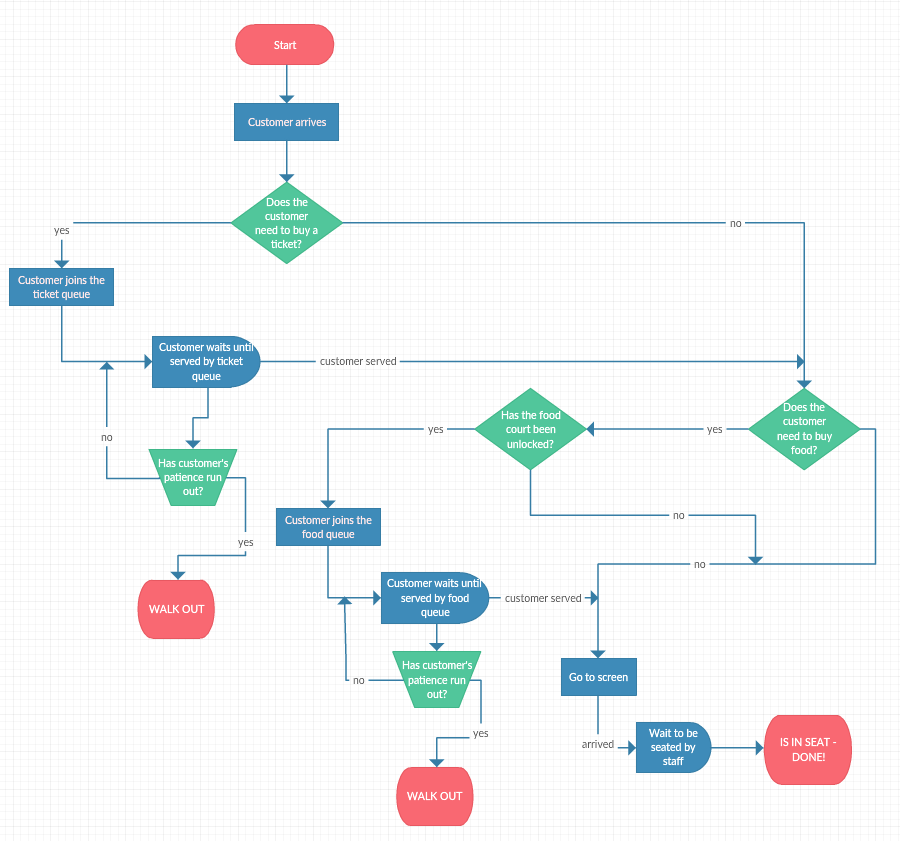 Start
Customer arrives
Does the
customer
need to buy a
ticket?
yes
no
Customer joins the
ticket queue
Customer waits until
served by ticket
queue
customer served
no
Has customer's
patience run
out?
yes
WALK OUT
Does the
customer
need to buy
food?
yes
Has the food
court been
unlocked?
yes
no
no
Customer joins the
food queue
Customer waits until
served by food
queue
customer served
Has customer's
patience run
out?
no
yes
WALK OUT
Go to screen
arrived
Wait to be
seated by
staff
IS IN SEAT -
DONE!